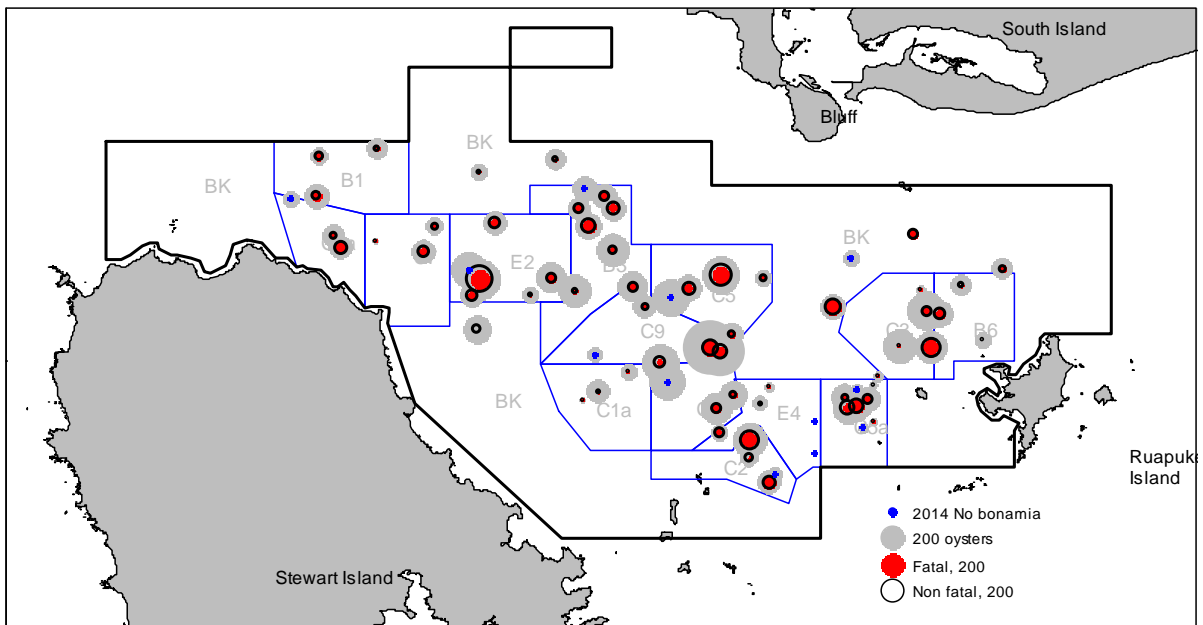 South Island
Bluff
BK
BK
B1
BK
E2
B3
C5
C3
B6
C9
BK
C1a
E4
C5a
C2
Ruapuke
Island
2014 No bonamia
200 oysters
Fatal, 200
Non fatal, 200
Stewart Island